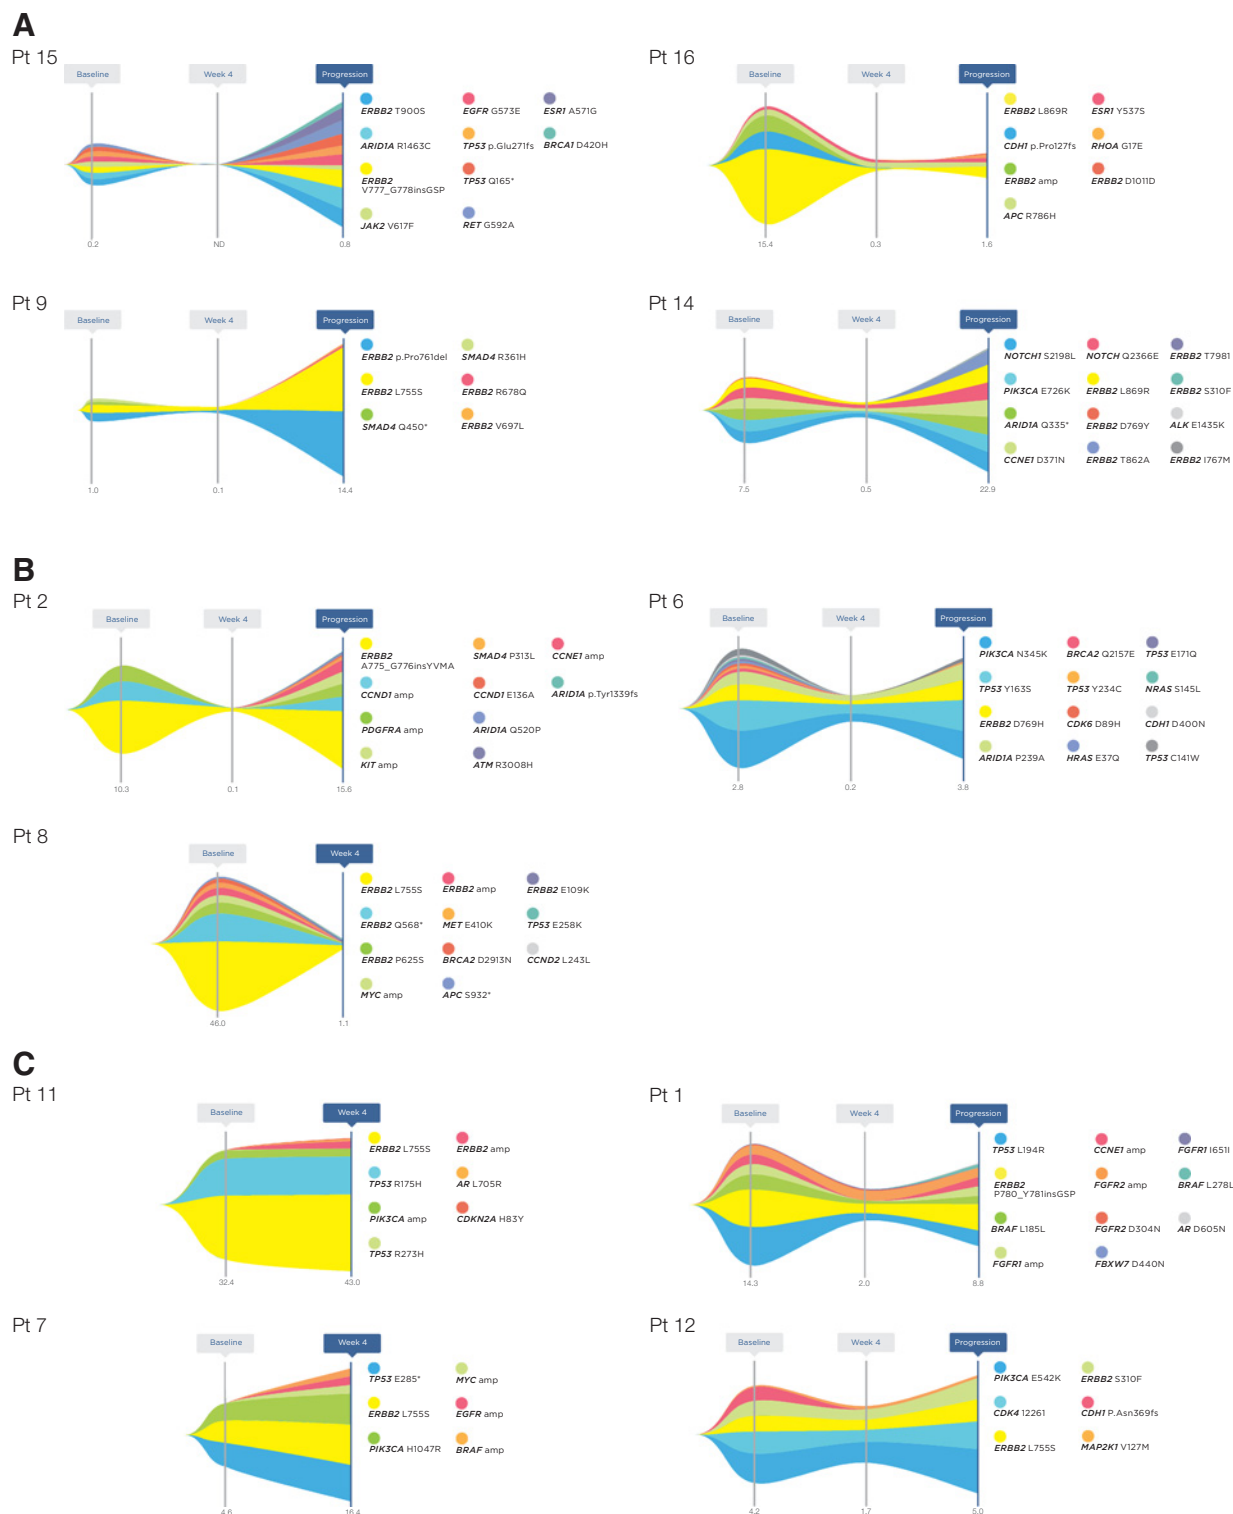 A
Pt 15
Baseline
Week 4
Progression
ERBB2 T900S
EGFR G573E
ESR1 A571G
ARID1A R1463C
TP53 p.Glu271fs
BRCA1 D420H
ERBB2
V777_G778insGSP
TP53 Q165*
JAK2 V617F
RET G592A
0.2
ND
0.8
Pt 16
Baseline
Week 4
Progression
ERBB2 L869R
ESR1 Y537S
CDH1 p.Pro127fs
RHOA G17E
ERBB2 amp
ERBB2 D1011D
APC R786H
15.4
0.3
1.6
Pt 9
Baseline
Week 4
Progression
ERBB2 p.Pro761del
SMAD4 R361H
ERBB2 L755S
ERBB2 R678Q
SMAD4 Q450*
ERBB2 V697L
1.0
0.1
14.4
Pt 14
Baseline
Week 4
Progression
NOTCH1 S2198L
NOTCH Q2366E
ERBB2 T798I
PIK3CA E726K
ERBB2 L869R
ERBB2 S310F
ARID1A Q335*
ERBB2 D769Y
ALK E1435K
CCNE1 D371N
ERBB2 T862A
ERBB2 I767M
7.5
0.5
22.9
B
Pt 2
Baseline
Week 4
Progression
ERBB2
A775_G776insYVMA
SMAD4 P313L
CCNE1 amp
CCND1 amp
CCND1 E136A
ARID1A p.Tyr1339fs
PDGFRA amp
ARID1A Q520P
KIT amp
ATM R3008H
10.3
0.1
15.6
Pt 6
Baseline
Week 4
Progression
PIK3CA N345K
BRCA2 Q2157E
TP53 E171Q
TP53 Y163S
TP53 Y234C
NRAS S145L
ERBB2 D769H
CDK6 D89H
CDH1 D400N
ARID1A P239A
HRAS E37Q
TP53 C141W
2.8
0.2
3.8
Pt 8
Baseline
Week 4
ERBB2 L755S
ERBB2 amp
ERBB2 E109K
ERBB2 Q568*
MET E410K
TP53 E258K
ERBB2 P625S
BRCA2 D2913N
CCND2 L243L
MYC amp
APC S932*
46.0
1.1
C
Pt 11
Baseline
Week 4
ERBB2 L755S
ERBB2 amp
TP53 R175H
AR L705R
PIK3CA amp
CDKN2A H83Y
TP53 R273H
32.4
43.0
Pt 1
Baseline
Week 4
Progression
TP53 L194R
CCNE1 amp
FGFR1 I651I
ERBB2
P780_Y781insGSP
FGFR2 amp
BRAF L278L
BRAF L185L
FGFR2 D304N
AR D605N
FGFR1 amp
FBXW7 D440N
14.3
2.0
8.8
Pt 7
Baseline
Week 4
TP53 E285*
MYC amp
ERBB2 L755S
EGFR amp
PIK3CA H1047R
BRAF amp
4.6
16.4
Pt 12
Baseline
Week 4
Progression
PIK3CA E542K
ERBB2 S310F
CDK4 I226I
CDH1 P.Asn369fs
ERBB2 L755S
MAP2K1 V127M
4.2
1.7
5.0